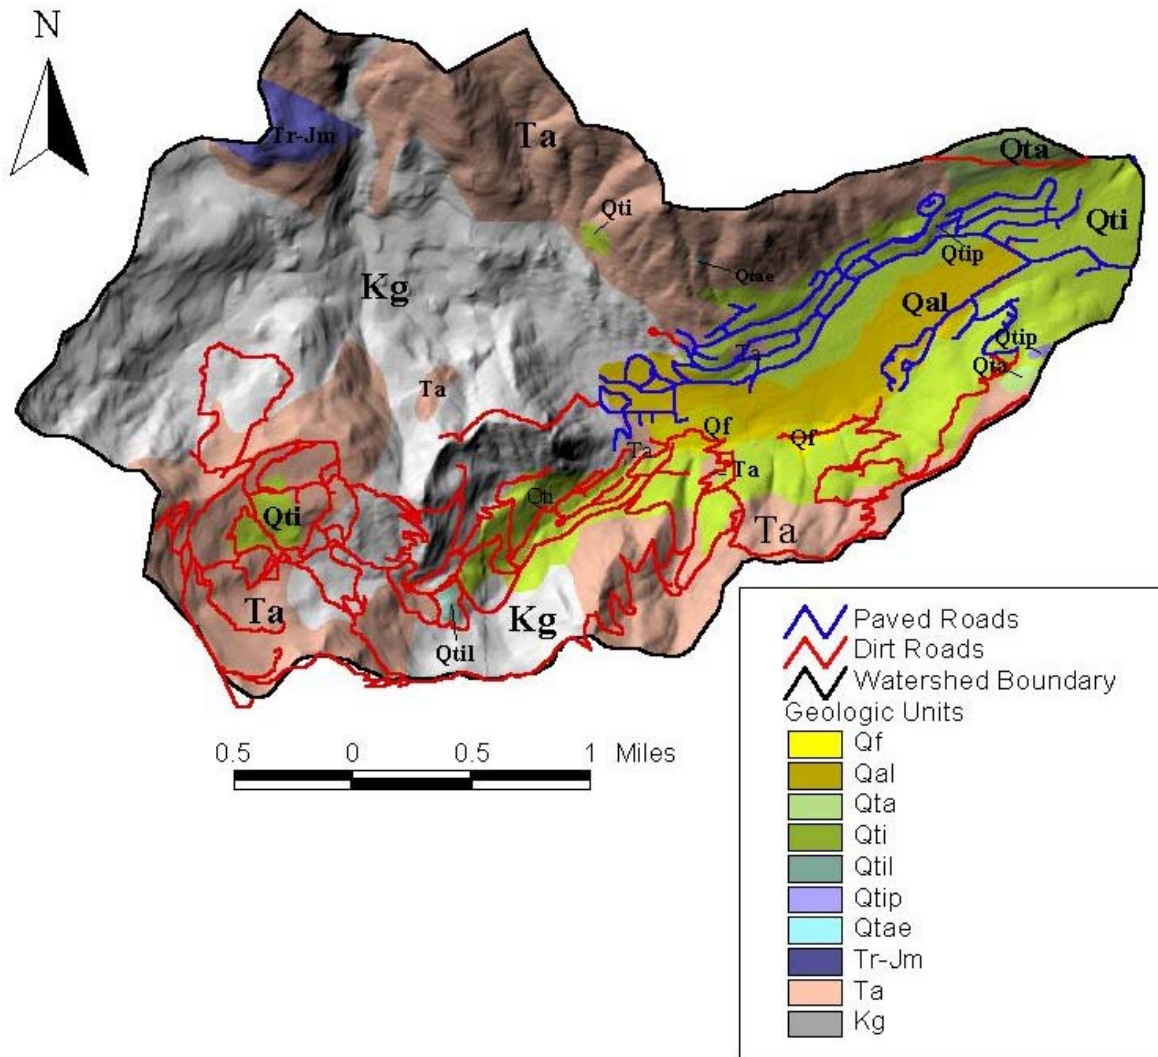 N
Tr-Jm
Ta
Qta
Qti
Qti
Qtip
Qtae
Kg
Qal
Ta
Qtip
Qta
Ta
Qf
Qf
Ta
Ta
Qti
Qti
Ta
Ta
Kg
Qtil
Paved Roads
Dirt Roads
Watershed Boundary
Geologic Units
Qf
Qal
Qta
Qti
Qtil
Qtip
Qtae
Tr-Jm
Ta
Kg
0.5 0 0.5 1 Miles